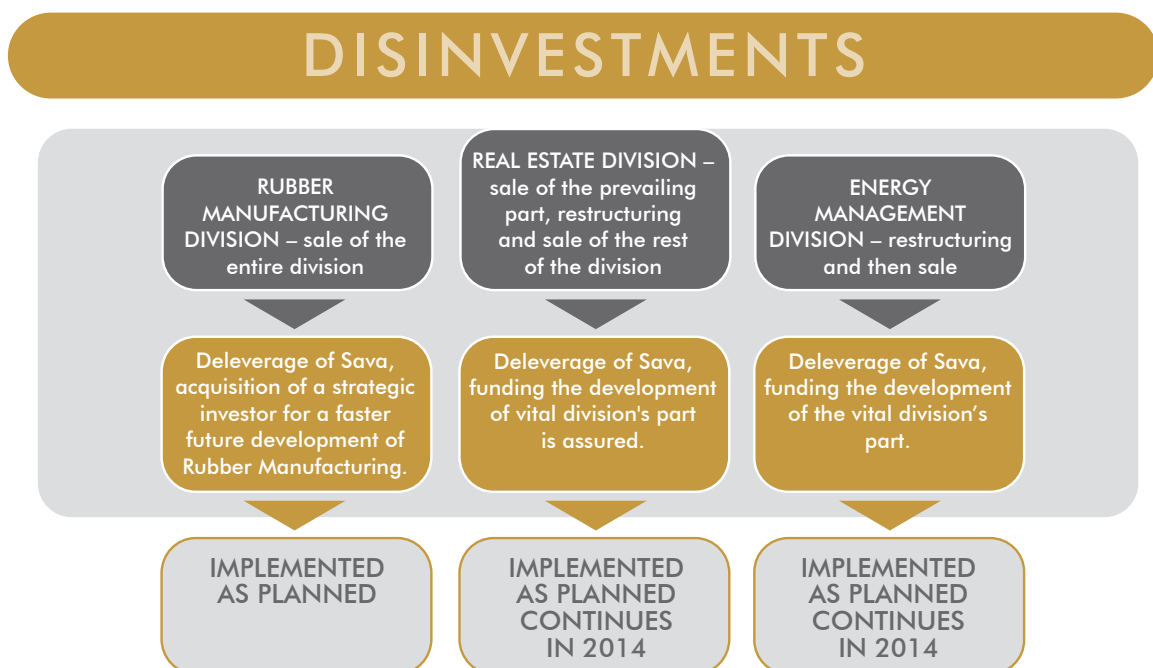 DISINVESTMENTS
RUBBER
MANUFACTURING
DIVISION – sale of the
entire division
REAL ESTATE DIVISION –
sale of the prevailing
part, restructuring
and sale of the rest
of the division
ENERGY
MANAGEMENT
DIVISION – restructuring
and then sale
Deleverage of Sava,
acquisition of a strategic
investor for a faster
future development of
Rubber Manufacturing.
Deleverage of Sava,
funding the development
of vital division's part
is assured.
Deleverage of Sava,
funding the development
of the vital division’s
part.
IMPLEMENTED
AS PLANNED
IMPLEMENTED
AS PLANNED
CONTINUES
IN 2014
IMPLEMENTED
AS PLANNED
CONTINUES
IN 2014